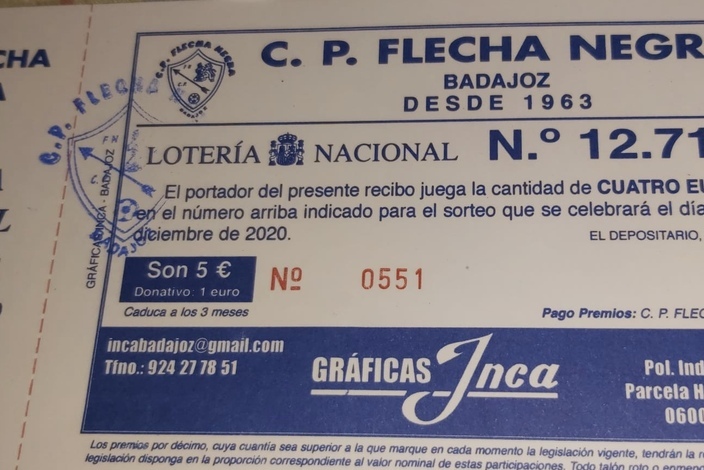 CHA
C. P. FLECHA NEGR
C. P. FLECHA NEGRA
BADAJOZ
DESDE 1963
C.P. FLECHA
BADAJOZ
LOTERÍA NACIONAL N.º 12.71
El portador del presente recibo juega la cantidad de CUATRO EU
en el número arriba indicado para el sorteo que se celebrará el día
diciembre de 2020.
EL DEPOSITARIO,
GRÁFICAS INCA - BADAJOZ
Son 5 €
Donativo: 1 euro
Nº 0551
Caduca a los 3 meses
Pago Premios: C. P. FLEC
incabadajoz@gmail.com
Tfno.: 924 27 78 51
GRÁFICAS Inca
Pol. Ind
Parcela H
0600
Los premios por décimo, cuya cuantía sea superior a la que marque en cada momento la legislación vigente, tendrán la r
legislación disponga en la proporción correspondiente al valor nominal de estas participaciones. Todo talón roto o